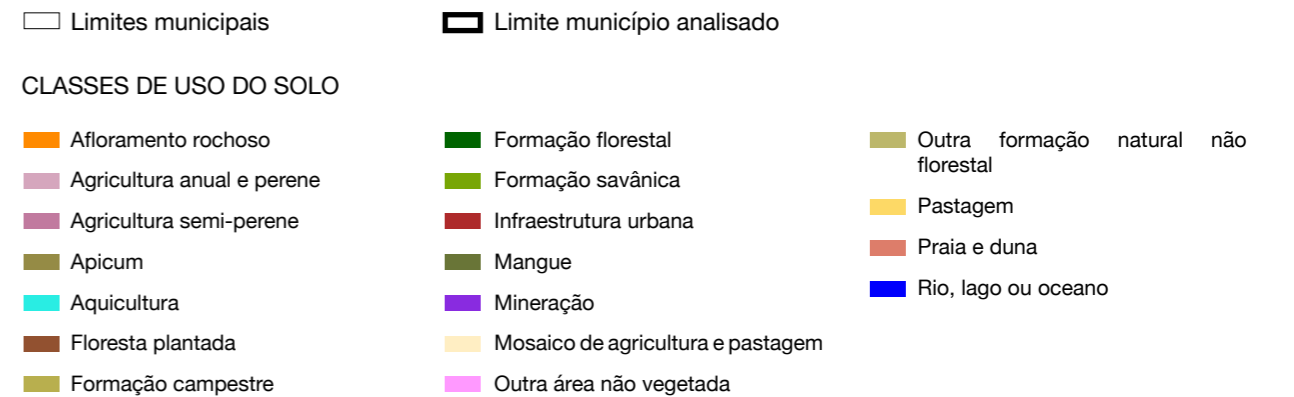 Limites municipais
Limite município analisado
CLASSES DE USO DO SOLO
Afloramento rochoso
Agricultura anual e perene
Agricultura semi-perene
Apicum
Aquicultura
Floresta plantada
Formação campestre
Formação florestal
Formação savânica
Infraestrutura urbana
Mangue
Mineração
Mosaico de agricultura e pastagem
Outra área não vegetada
Outra formação natural não
florestal
Pastagem
Praia e duna
Rio, lago ou oceano